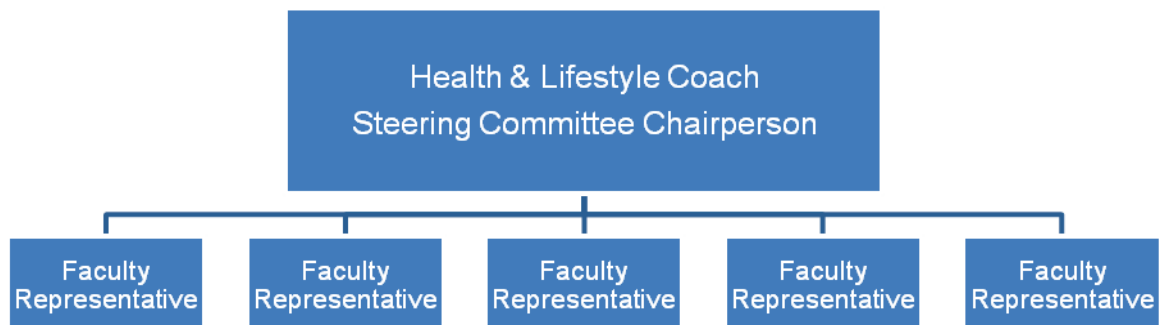 Health & Lifestyle Coach
Steering Committee Chairperson
Faculty
Representative
Faculty
Representative
Faculty
Representative
Faculty
Representative
Faculty
Representative